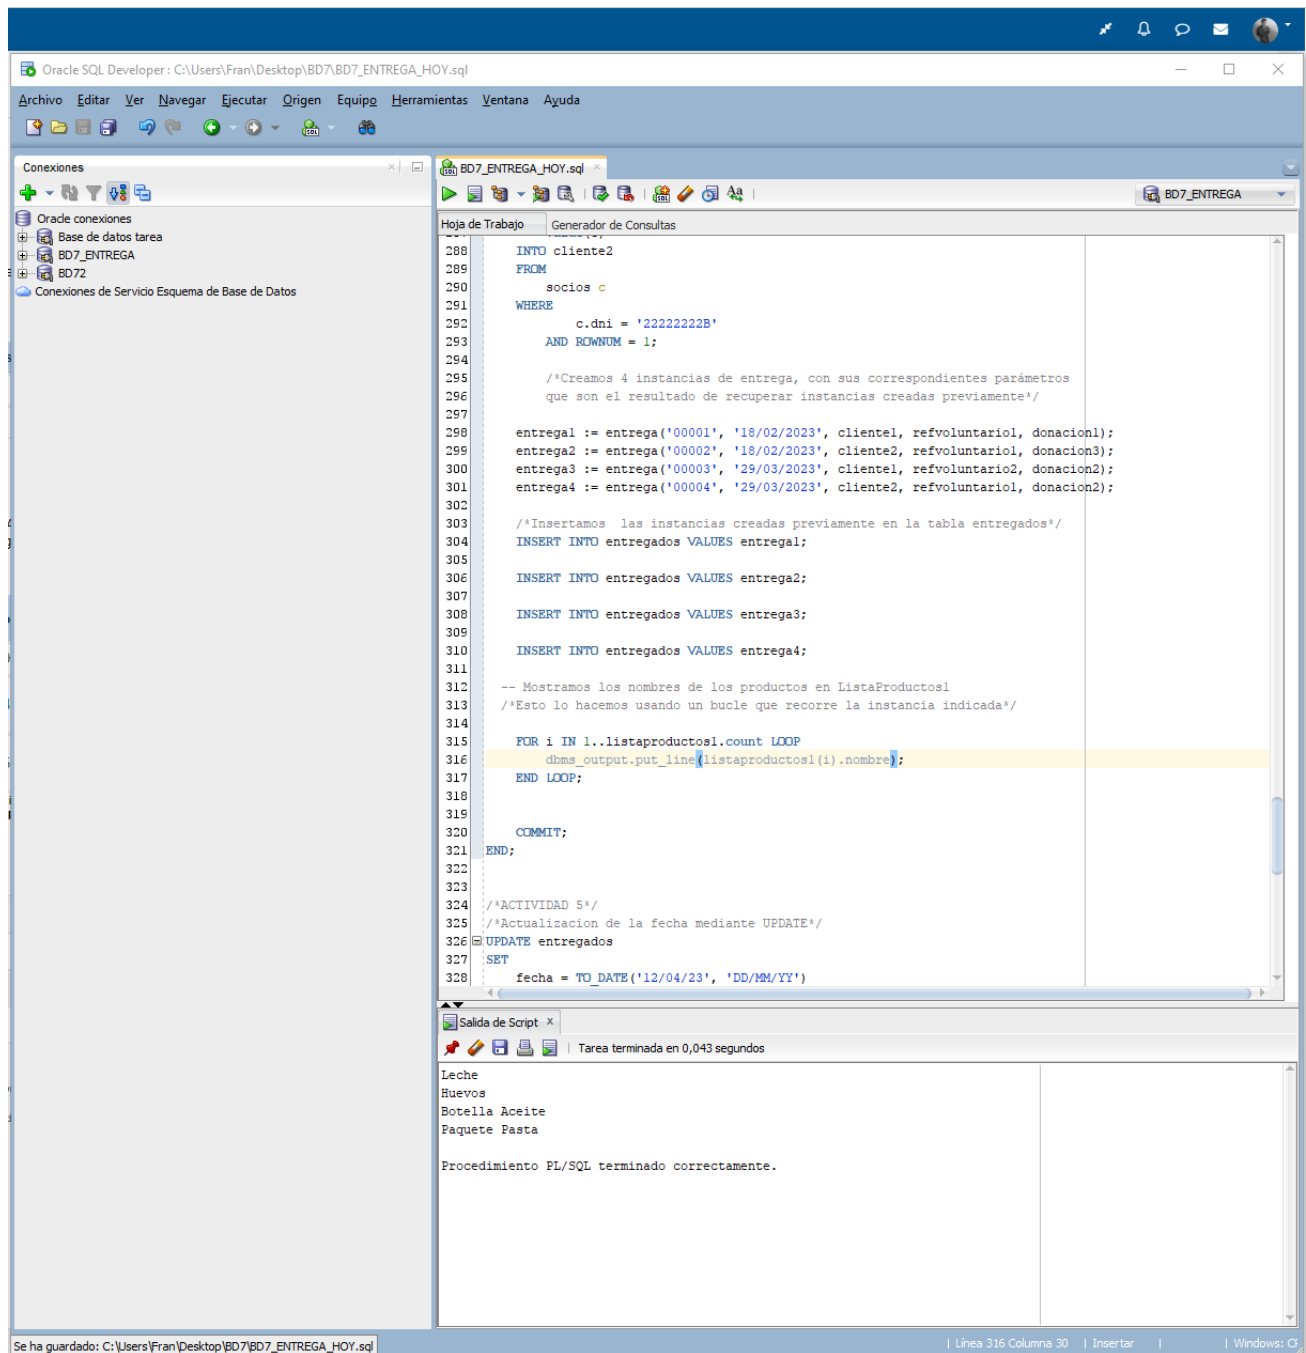 Oracle SQL Developer : C:\Users\Fran\Desktop\BD7\BD7_ENTREGA_HOY.sql
Archivo Editar Ver Navegar Ejecutar Origen Equipo Herramientas Ventana Ayuda
Conexiones
Oracle conexiones
Base de datos tarea
BD7_ENTREGA
BD72
Conexiones de Servicio Esquema de Base de Datos
BD7_ENTREGA_HOY.sql
BD7_ENTREGA
Hoja de Trabajo Generador de Consultas
288 INTO cliente2
289 FROM
290 socios c
291 WHERE
292 c.dni = '22222222B'
293 AND ROWNUM = 1;
294
295 /*Creamos 4 instancias de entrega, con sus correspondientes parámetros
296 que son el resultado de recuperar instancias creadas previamente*/
297
298 entrega1 := entrega('00001', '18/02/2023', cliente1, refvoluntario1, donacion1);
299 entrega2 := entrega('00002', '18/02/2023', cliente2, refvoluntario1, donacion3);
300 entrega3 := entrega('00003', '29/03/2023', cliente1, refvoluntario2, donacion2);
301 entrega4 := entrega('00004', '29/03/2023', cliente2, refvoluntario1, donacion2);
302
303 /*Insertamos  las instancias creadas previamente en la tabla entregados*/
304 INSERT INTO entregados VALUES entrega1;
305
306 INSERT INTO entregados VALUES entrega2;
307
308 INSERT INTO entregados VALUES entrega3;
309
310 INSERT INTO entregados VALUES entrega4;
311
312 -- Mostramos los nombres de los productos en ListaProductos1
313 /*Esto lo hacemos usando un bucle que recorre la instancia indicada*/
314
315 FOR i IN 1..listaproductos1.count LOOP
316 dbms_output.put_line(listaproductos1(i).nombre);
317 END LOOP;
318
319
320 COMMIT;
321 END;
322
323
324 /*ACTIVIDAD 5*/
325 /*Actualizacion de la fecha mediante UPDATE*/
326 UPDATE entregados
327 SET
328 fecha = TO_DATE('12/04/23', 'DD/MM/YY')
Salida de Script x
Tarea terminada en 0,043 segundos
Leche
Huevos
Botella Aceite
Paquete Pasta
Procedimiento PL/SQL terminado correctamente.
Se ha guardado: C:\Users\Fran\Desktop\BD7\BD7_ENTREGA_HOY.sql
| Línea 316 Columna 30 | Insertar | | Windows: CF